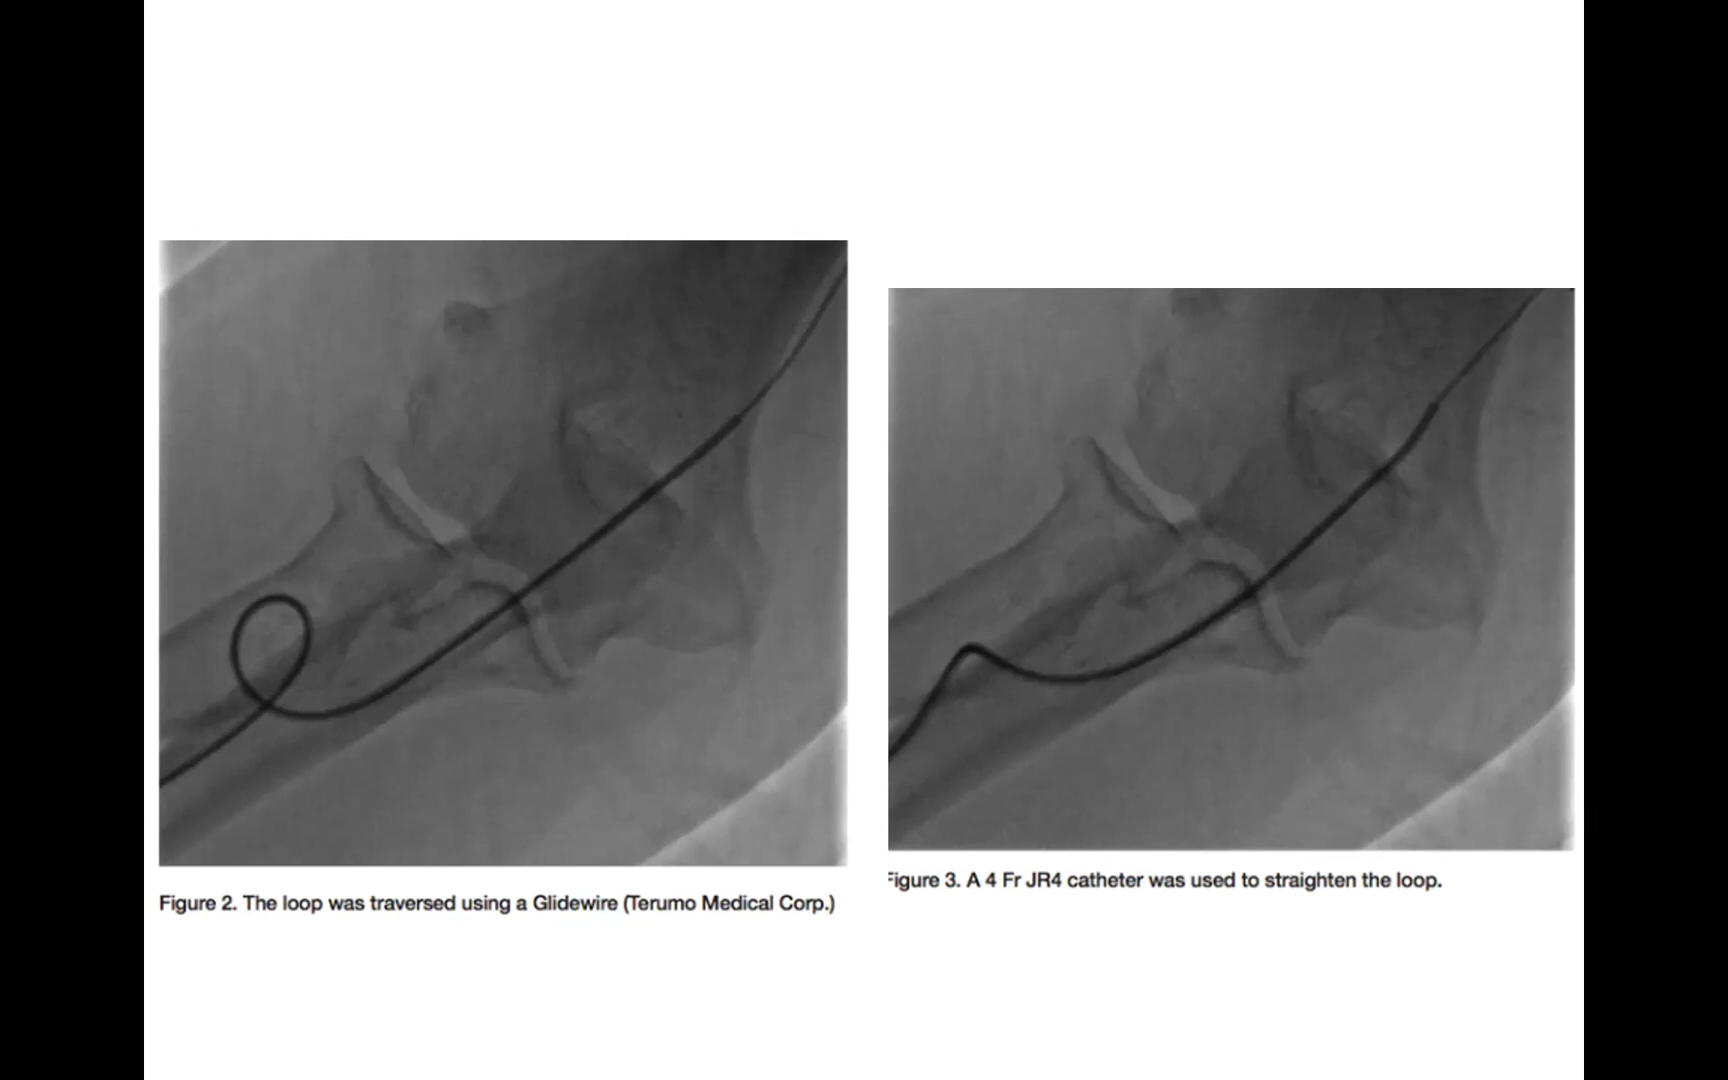 Figure 2. The loop was traversed using a Glidewire (Terumo Medical Corp.)
Figure 3. A 4 Fr JR4 catheter was used to straighten the loop.